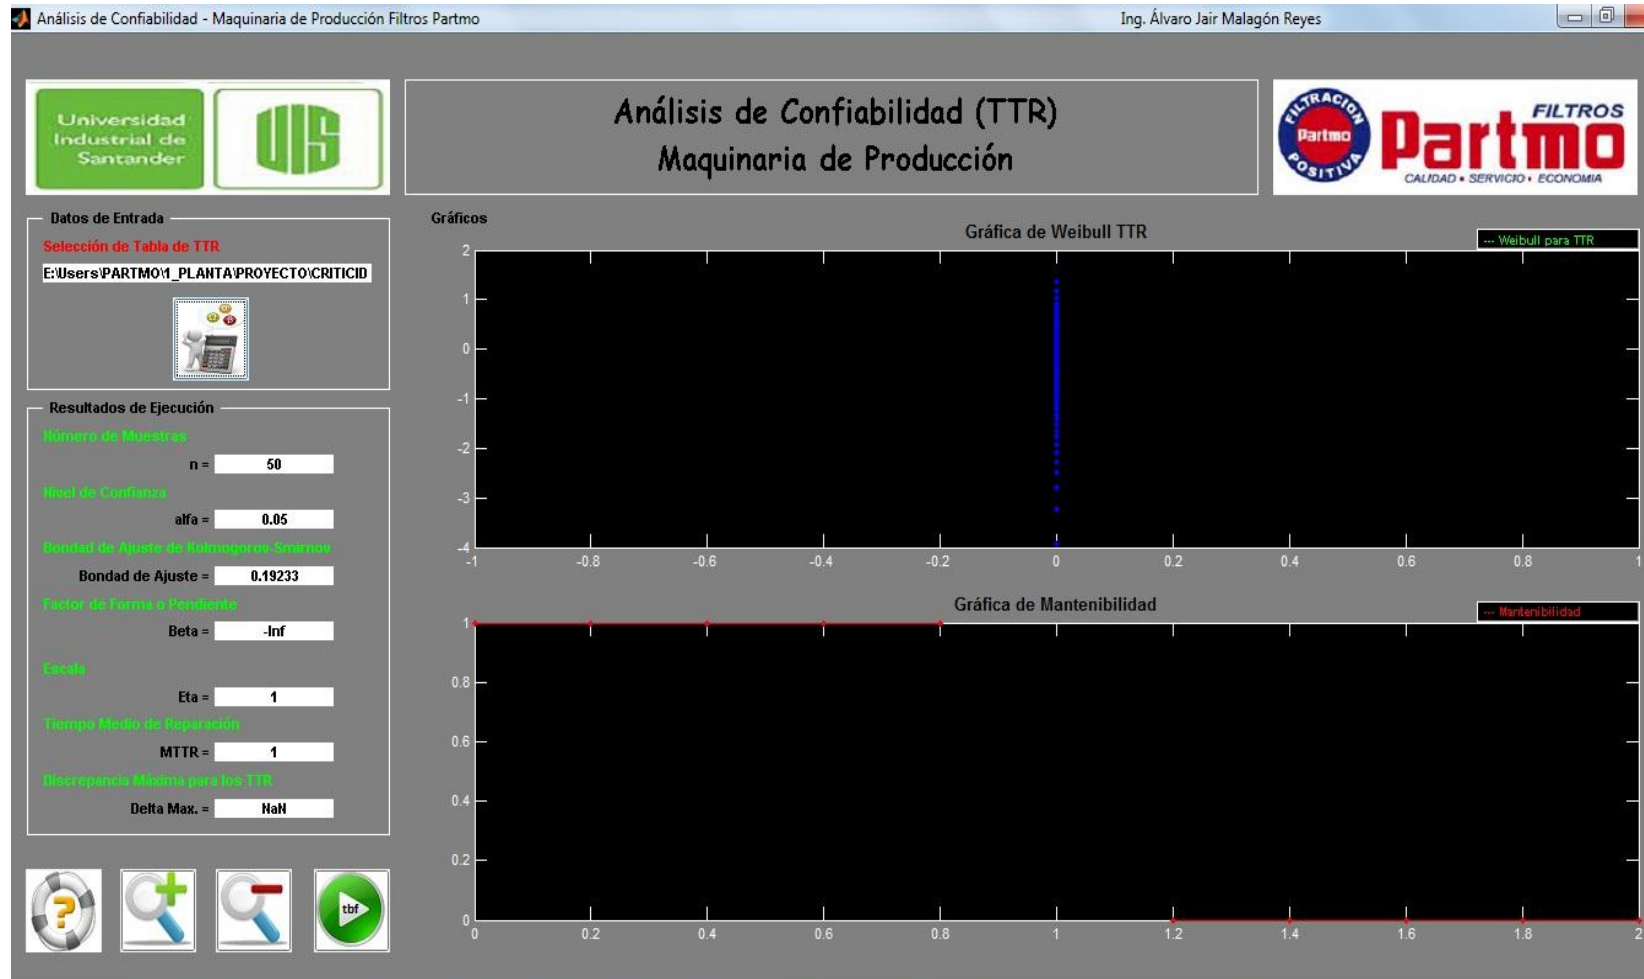 Análisis de Confiabilidad - Maquinaria de Producción Filtros Partmo
Ing. Álvaro Jair Malagón Reyes
Universidad
Industrial de
Santander
UIS
Análisis de Confiabilidad (TTR)
Maquinaria de Producción
FILTRACION
Partmo
POSITIVA
FILTROS
Partmo
CALIDAD • SERVICIO • ECONOMIA
Datos de Entrada
Selección de Tabla de TTR
E:\Users\PARTMO\1_PLANTA\PROYECTO\CRITICID
Resultados de Ejecución
Número de Muestras
n = 50
Nivel de Confianza
alfa = 0.05
Bondad de Ajuste de Kolmogorov-Smirnov
Bondad de Ajuste = 0.19233
Factor de Forma o Pendiente
Beta = -Inf
Escala
Eta = 1
Tiempo Medio de Reparación
MTTR = 1
Discrepancia Máxima para los TTR
Delta Max. = NaN
tbf
Gráficos
Gráfica de Weibull TTR
--- Weibull para TTR
2
1
0
-1
-2
-3
-4
-1 -0.8 -0.6 -0.4 -0.2 0 0.2 0.4 0.6 0.8 1
Gráfica de Mantenibilidad
--- Mantenibilidad
1
0.8
0.6
0.4
0.2
0
0 0.2 0.4 0.6 0.8 1 1.2 1.4 1.6 1.8 2